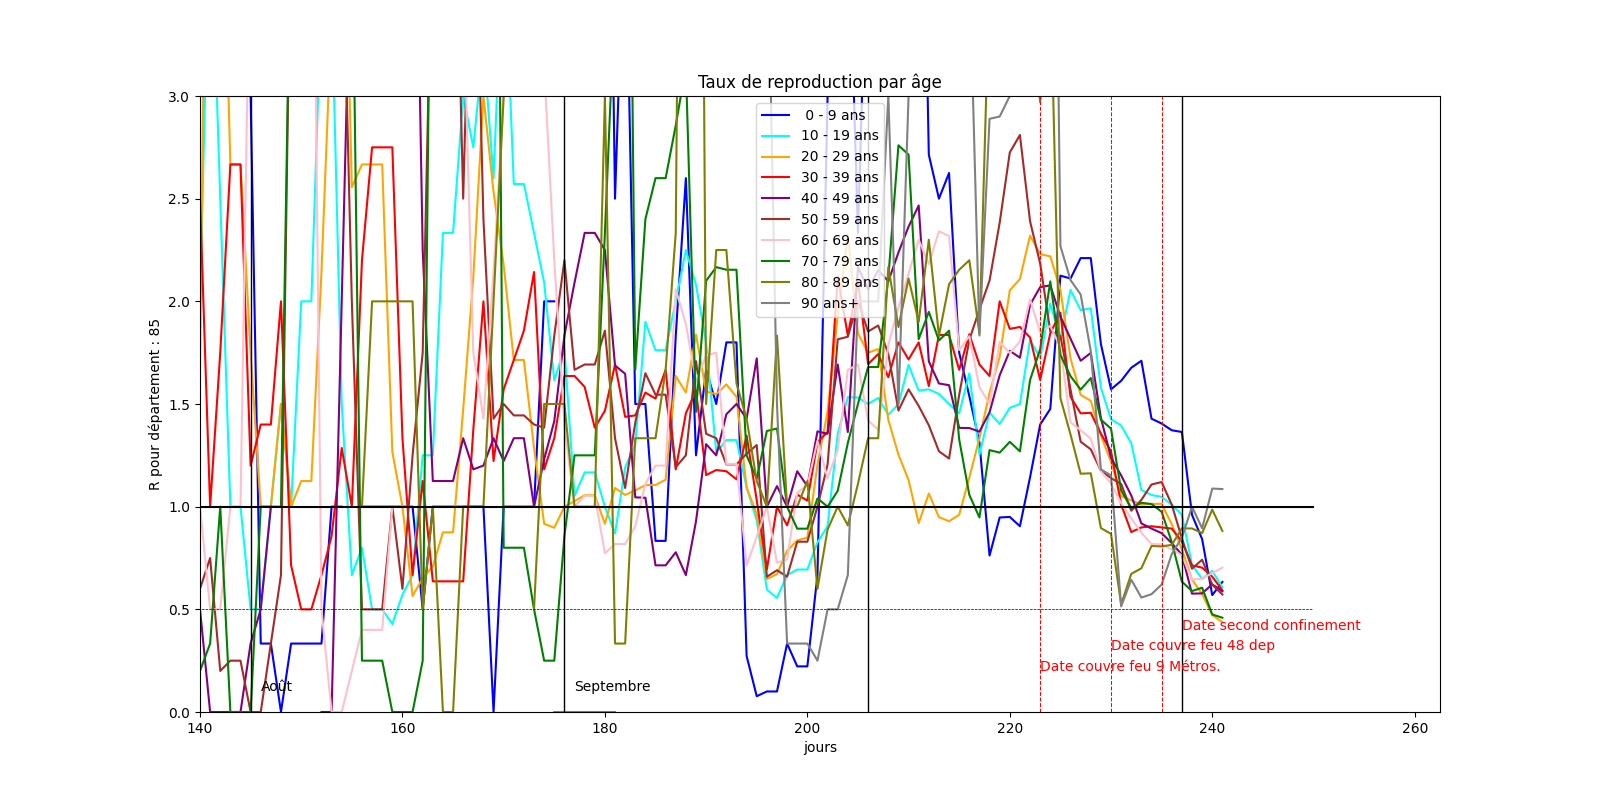 Taux de reproduction par âge
R pour département : 85
3.0
2.5
2.0
1.5
1.0
0.5
0.0
0 - 9 ans
10 - 19 ans
20 - 29 ans
30 - 39 ans
40 - 49 ans
50 - 59 ans
60 - 69 ans
70 - 79 ans
80 - 89 ans
90 ans+
Date second confinement
Date couvre feu 48 dep
Date couvre feu 9 Métros.
Août
Septembre
140 160 180 200 220 240 260
jours